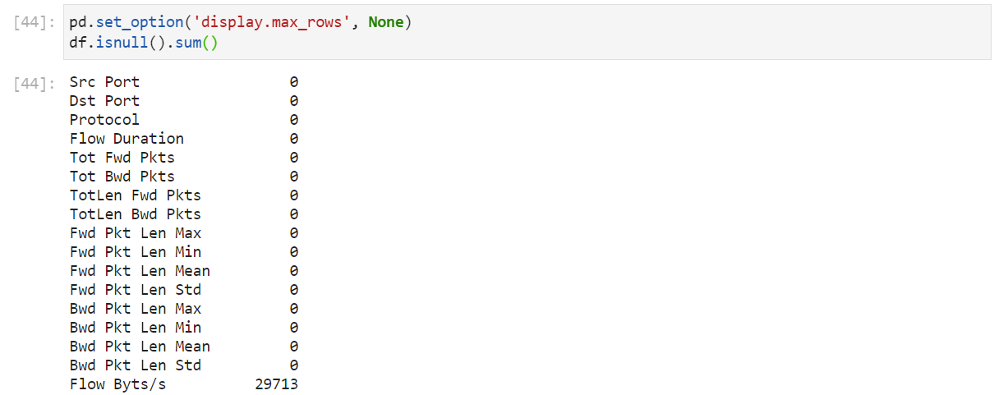 [44]: pd.set_option('display.max_rows', None)
df.isnull().sum()
[44]: Src Port 0
Dst Port 0
Protocol 0
Flow Duration 0
Tot Fwd Pkts 0
Tot Bwd Pkts 0
TotLen Fwd Pkts 0
TotLen Bwd Pkts 0
Fwd Pkt Len Max 0
Fwd Pkt Len Min 0
Fwd Pkt Len Mean 0
Fwd Pkt Len Std 0
Bwd Pkt Len Max 0
Bwd Pkt Len Min 0
Bwd Pkt Len Mean 0
Bwd Pkt Len Std 0
Flow Byts/s 29713